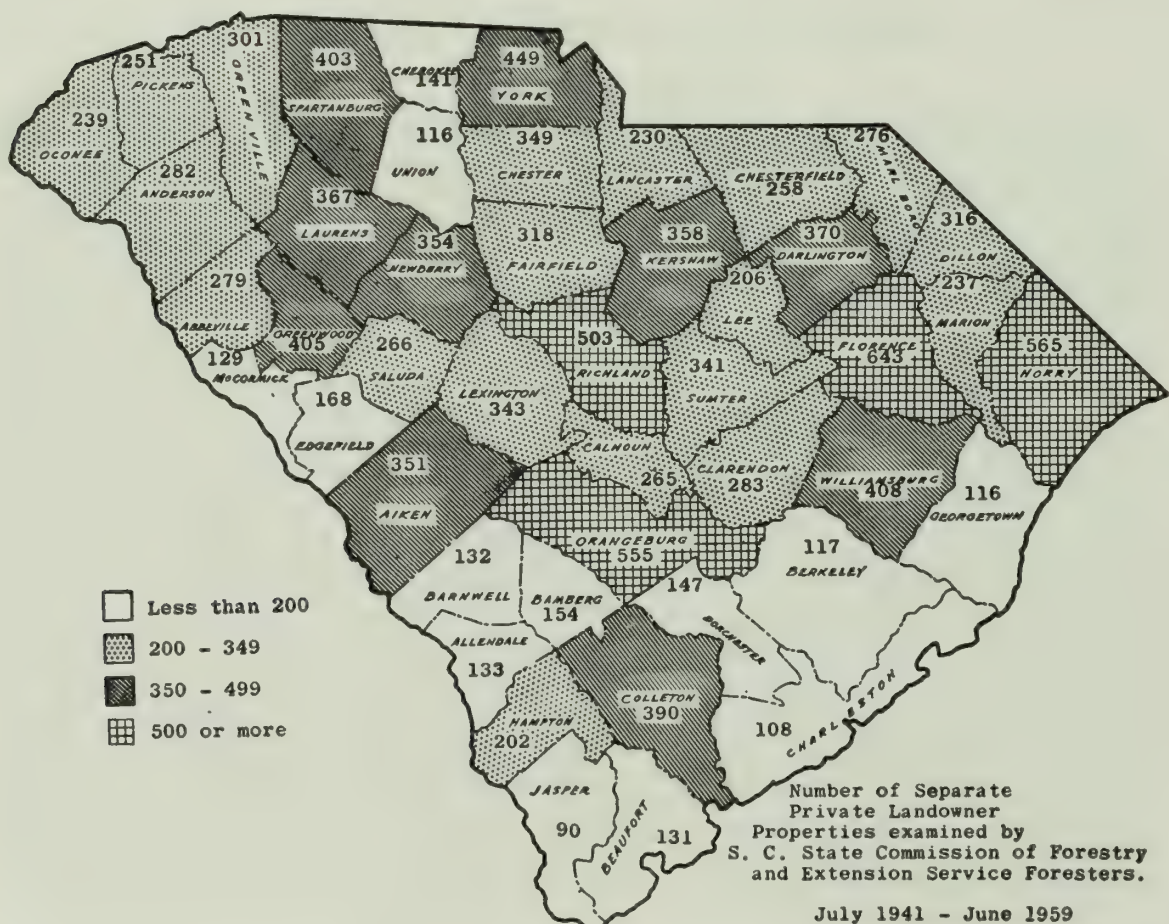 301
251
403
449
GREENVILLE
PICKENS
CHEROKEE
141
YORK
SPARTANBURG
239
OCONEE
282
ANDERSON
116
UNION
349
CHESTER
230
LANCASTER
276
MARLBORO
CHESTERFIELD
258
367
LAURENS
354
NEWBERRY
318
FAIRFIELD
358
KERSHAW
370
DARLINGTON
316
DILLON
279
ABBEVILLE
GREENWOOD
405
206
LEE
237
MARION
129
McCORMICK
266
SALUDA
503
RICHLAND
FLORENCE
643
565
HORRY
168
EDGEFIELD
LEXINGTON
343
341
SUMTER
351
AIKEN
CALHOUN
265
CLARENDON
283
WILLIAMSBURG
408
116
GEORGETOWN
ORANGEBURG
555
132
BARNWELL
BAMBERG
154
147
DORCHESTER
117
BERKELEY
ALLENDALE
133
COLLETON
390
HAMPTON
202
108
CHARLESTON
JASPER
90
BEAUFORT
131
Less than 200
200 - 349
350 - 499
500 or more
Number of Separate
Private Landowner
Properties examined by
S. C. State Commission of Forestry
and Extension Service Foresters.
July 1941 - June 1959